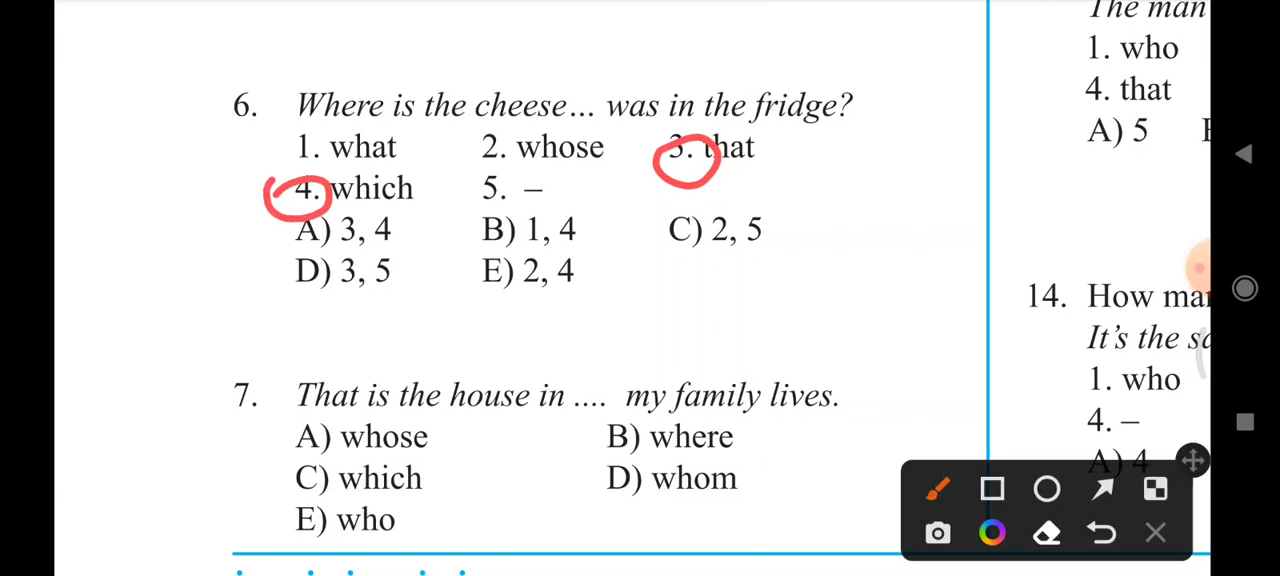 6. Where is the cheese... was in the fridge?
1. what 2. whose 3. that
4. which 5. –
A) 3, 4 B) 1, 4 C) 2, 5
D) 3, 5 E) 2, 4
7. That is the house in .... my family lives.
A) whose B) where
C) which D) whom
E) who
The man
1. who
4. that
A) 5
14. How
It's the
1. who
4. –
A) 4